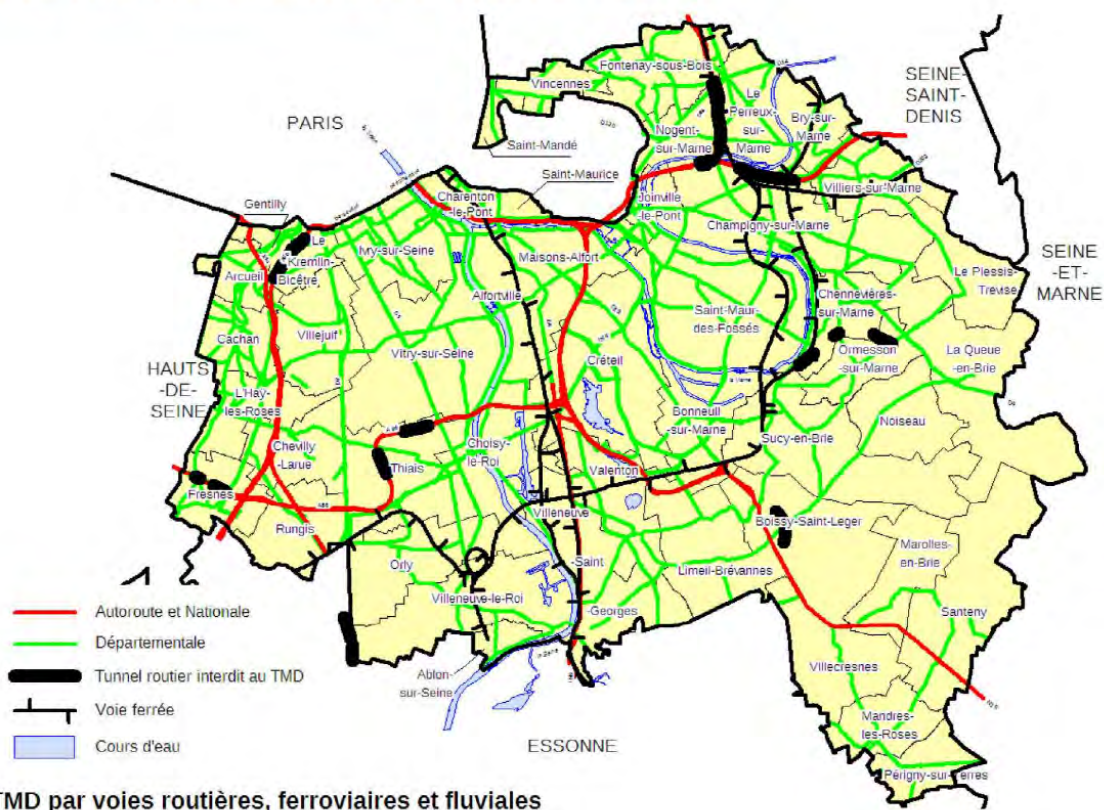 SEINE-
SAINT-
DENIS
Fontenay-sous-Bois
Vincennes
Le
Perreux
-sur-
Marne
Bry-sur-
Marne
PARIS
Nogent
-sur-Marne
Saint-Mandé
Saint-Maurice
Villiers-sur-Marne
Charenton
-le-Pont
Joinville
-le-Pont
Gentilly
Champigny-sur-Marne
Le
Kremlin-
Bicêtre
Ivry-sur-Seine
Maisons-Alfort
SEINE
-ET-
MARNE
Arcueil
Le Plessis-
Trevise
Alfortville
Chennevières-
sur-Marne
Saint-Maur-
des-Fossés
Villejuif
Cachan
Vitry-sur-Seine
Créteil
Ormesson
-sur-Marne
La Queue
-en-Brie
HAUTS
-DE-
SEINE
L'Hay-
les-Roses
Bonneuil
-sur-Marne
Noiseau
Sucy-en-Brie
Chevilly
-Larue
Choisy-
le-Roi
Thiais
Valenton
Fresnes
Villeneuve
Boissy-Saint-Leger
Rungis
Marolles-
en-Brie
Orly
-Saint
Limeil-Brévannes
Villeneuve-le-Roi
-Georges
Santeny
Ablon-
sur-Seine
Villecresnes
Mandres-
les-Roses
ESSONNE
Périgny-sur-Yerres
Autoroute et Nationale
Départementale
Tunnel routier interdit au TMD
Voie ferrée
Cours d'eau
TMD par voies routières, ferroviaires et fluviales